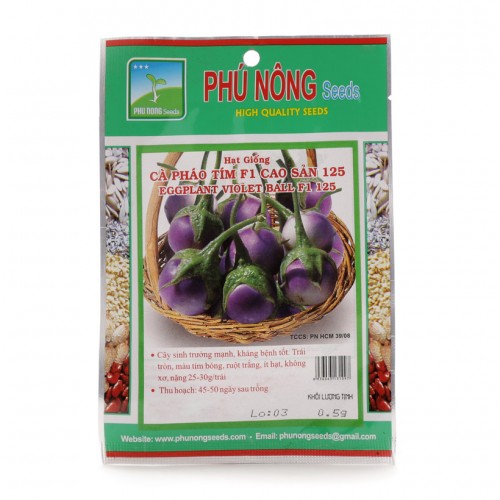 PHÚ NÔNG Seeds
PHÚ NÔNG Seeds
HIGH QUALITY SEEDS
Hạt Giống
CÀ PHÁO TÍM F1 CAO SẢN 125
EGGPLANT VIOLET BALL F1 125
TCCS: PN HCM 39/08
• Cây sinh trưởng mạnh, kháng bệnh tốt. Trái
tròn, màu tím bóng, ruột trắng, ít hạt, không
xơ, nặng 25-30g/trái
• Thu hoạch: 45-50 ngày sau trồng
KHỐI LƯỢNG TỊNH
Lo:03 0.5g
Website: www.phunongseeds.com - Email: phunongseeds@gmail.com